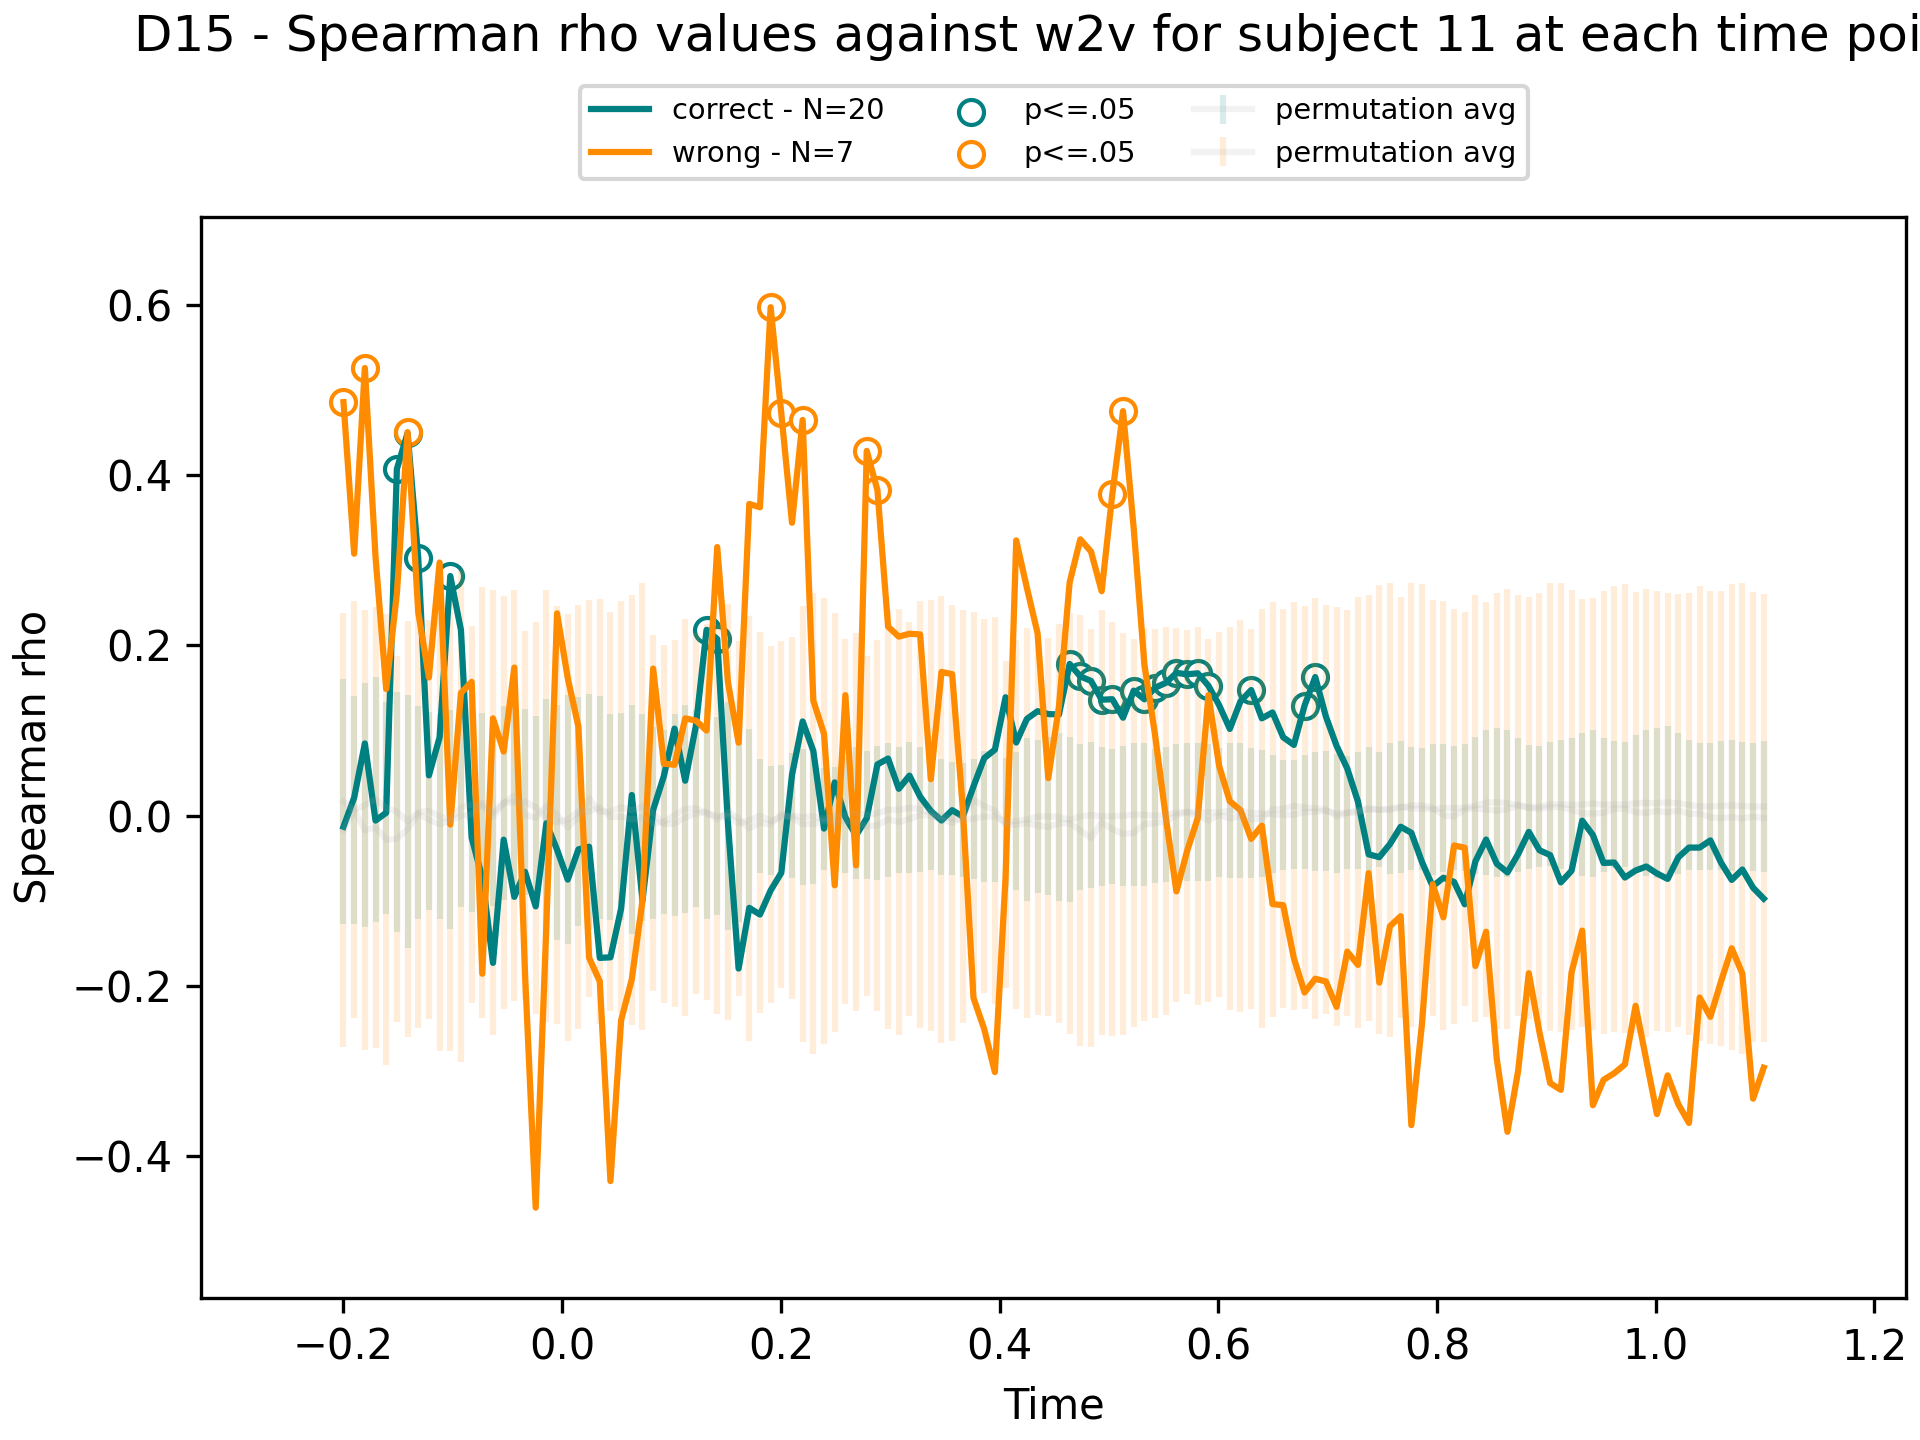 D15 - Spearman rho values against w2v for subject 11 at each time poi
correct - N=20
wrong - N=7
p<=.05
p<=.05
permutation avg
permutation avg
Spearman rho
0.6
0.4
0.2
0.0
−0.2
−0.4
−0.2 0.0 0.2 0.4 0.6 0.8 1.0 1.2
Time